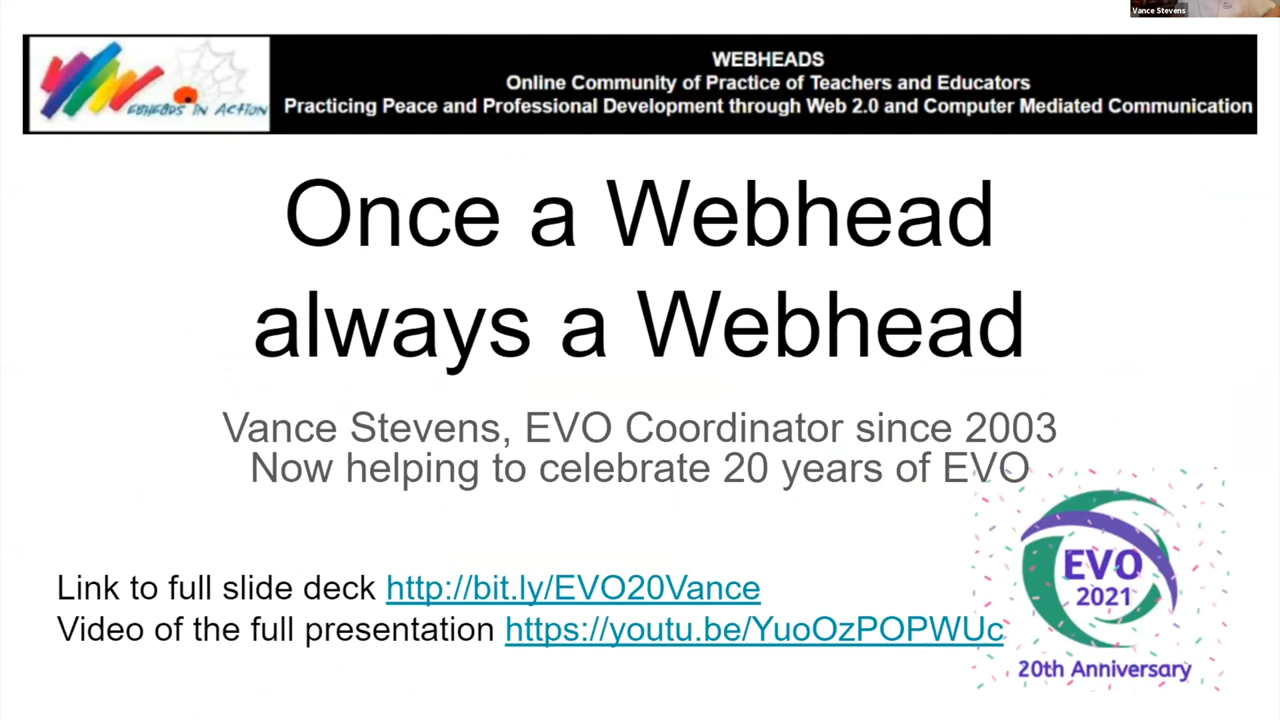 Vance Stevens
WEBHEADS
Online Community of Practice of Teachers and Educators
Practicing Peace and Professional Development through Web 2.0 and Computer Mediated Communication
EBHEADS IN ACTION
Once a Webhead
always a Webhead
Vance Stevens, EVO Coordinator since 2003
Now helping to celebrate 20 years of EVO
Link to full slide deck http://bit.ly/EVO20Vance
Video of the full presentation https://youtu.be/YuoOzPOPWUc
EVO
2021
20th Anniversary